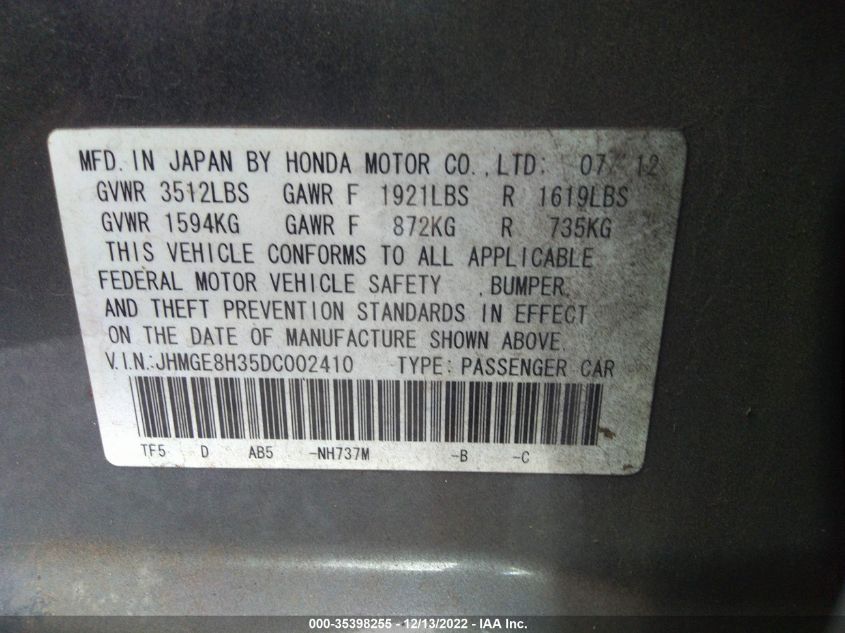 MFD. IN JAPAN BY HONDA MOTOR CO., LTD: 07/12
GVWR 3512LBS GAWR F 1921LBS R 1619LBS
GVWR 1594KG GAWR F 872KG R 735KG
THIS VEHICLE CONFORMS TO ALL APPLICABLE
FEDERAL MOTOR VEHICLE SAFETY , BUMPER,
AND THEFT PREVENTION STANDARDS IN EFFECT
ON THE DATE OF MANUFACTURE SHOWN ABOVE.
V.I.N.:JHMGE8H35DC002410 TYPE: PASSENGER CAR
TF5 D AB5 -NH737M -B -C
000-35398255 - 12/13/2022 - IAA Inc.